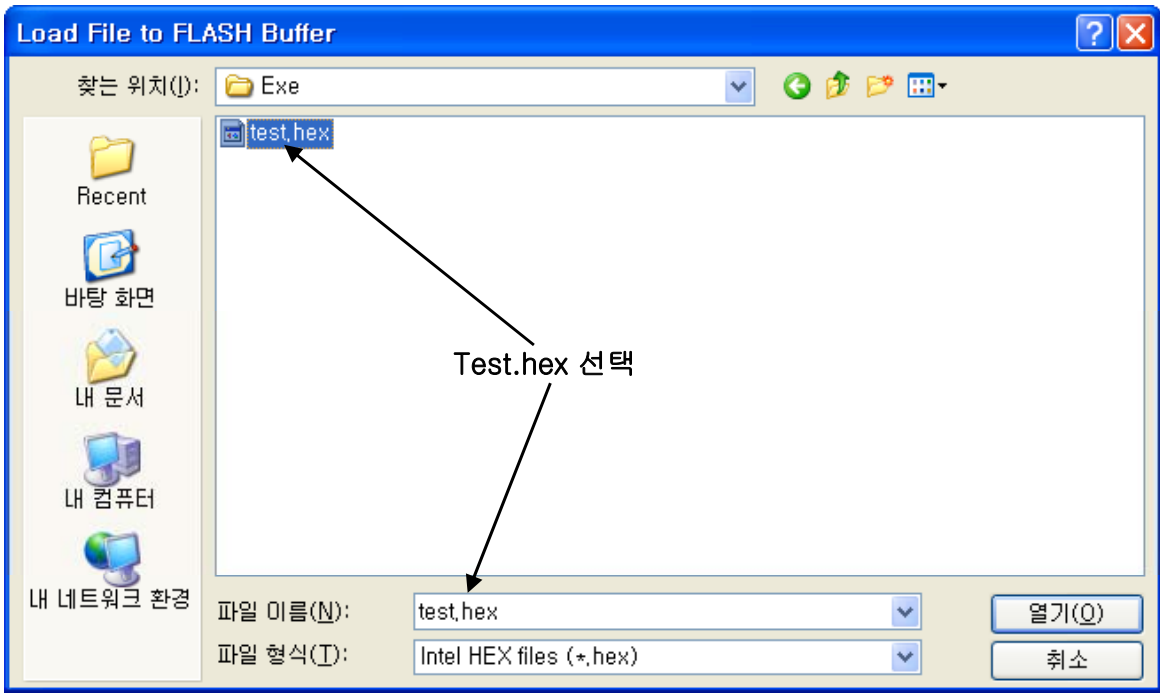 Load File to FLASH Buffer
찾는 위치(I):
Exe
test.hex
Recent
바탕 화면
내 문서
내 컴퓨터
내 네트워크 환경
Test.hex 선택
파일 이름(N):
test.hex
열기(O)
파일 형식(T):
Intel HEX files (*.hex)
취소